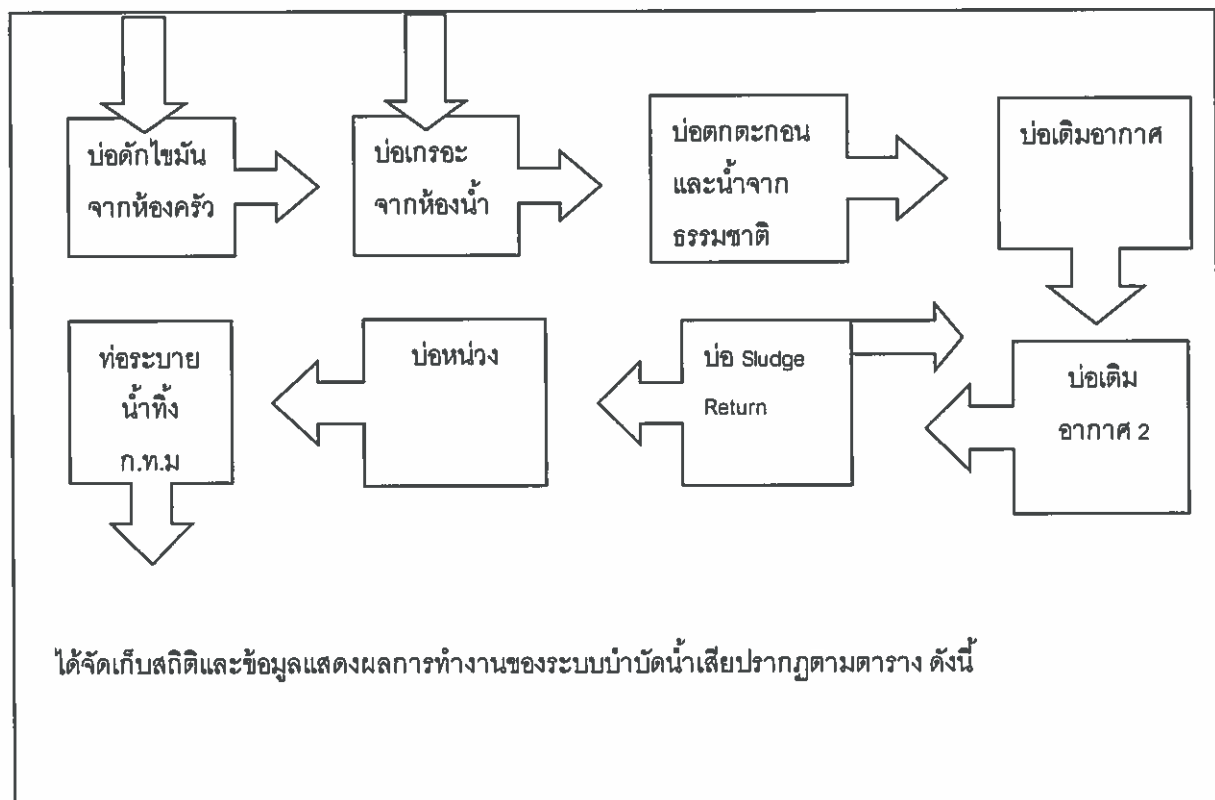 บ่อดักไขมัน
จากห้องครัว
บ่อเกรอะ
จากห้องน้ำ
บ่อตกตะกอน
และน้ำจาก
ธรรมชาติ
บ่อเติมอากาศ
บ่อเติม
อากาศ 2
บ่อ Sludge
Return
บ่อหน่วง
ท่อระบาย
น้ำทิ้ง
ก.ท.ม
ได้จัดเก็บสถิติและข้อมูลแสดงผลการทำงานของระบบบำบัดน้ำเสียปรากฏตามตาราง ดังนี้